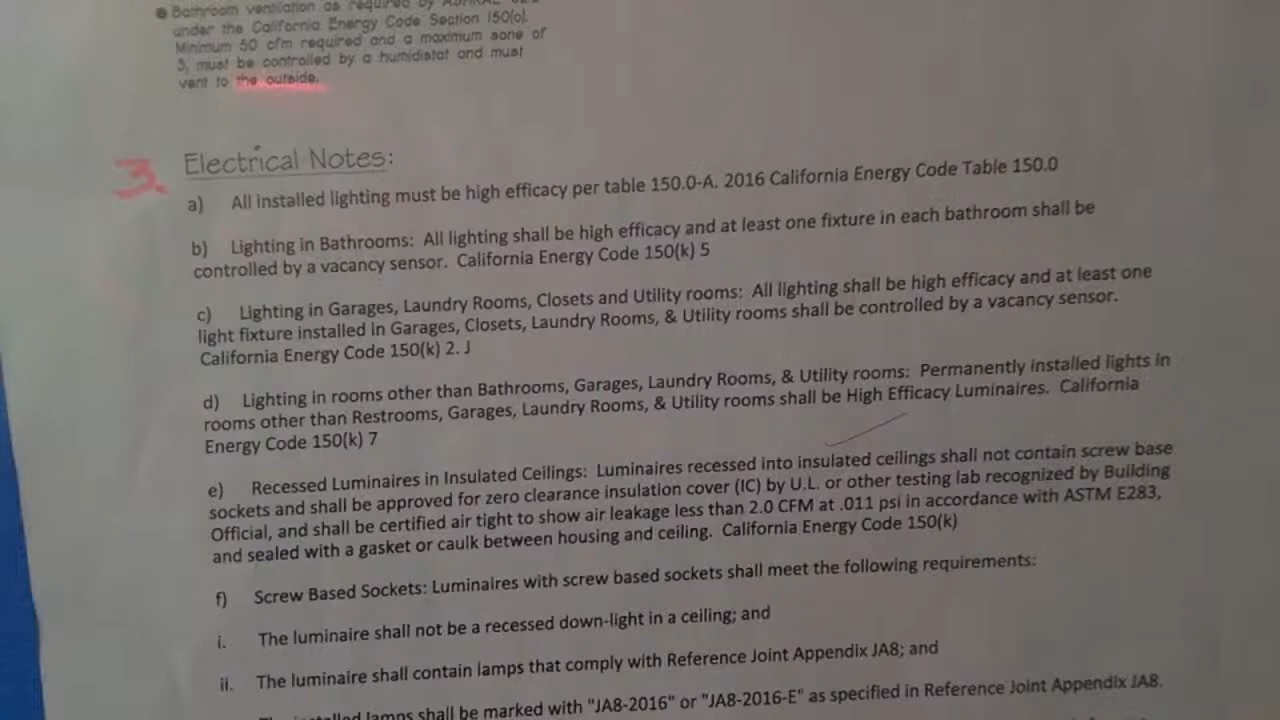 Bathroom ventilation as required by
under the California Energy Code Section 150(o).
Minimum 50 cfm required and a maximum sone of
3, must be controlled by a humidistat and must
vent to the outside.
3. Electrical Notes:
a) All installed lighting must be high efficacy per table 150.0-A. 2016 California Energy Code Table 150.0
b) Lighting in Bathrooms: All lighting shall be high efficacy and at least one fixture in each bathroom shall be
controlled by a vacancy sensor. California Energy Code 150(k) 5
c) Lighting in Garages, Laundry Rooms, Closets and Utility rooms: All lighting shall be high efficacy and at least one
light fixture installed in Garages, Closets, Laundry Rooms, & Utility rooms shall be controlled by a vacancy sensor.
California Energy Code 150(k) 2. J
d) Lighting in rooms other than Bathrooms, Garages, Laundry Rooms, & Utility rooms: Permanently installed lights in
rooms other than Restrooms, Garages, Laundry Rooms, & Utility rooms shall be High Efficacy Luminaires. California
Energy Code 150(k) 7
e) Recessed Luminaires in Insulated Ceilings: Luminaires recessed into insulated ceilings shall not contain screw base
sockets and shall be approved for zero clearance insulation cover (IC) by U.L. or other testing lab recognized by Building
Official, and shall be certified air tight to show air leakage less than 2.0 CFM at .011 psi in accordance with ASTM E283,
and sealed with a gasket or caulk between housing and ceiling. California Energy Code 150(k)
f) Screw Based Sockets: Luminaires with screw based sockets shall meet the following requirements:
i. The luminaire shall not be a recessed down-light in a ceiling; and
ii. The luminaire shall contain lamps that comply with Reference Joint Appendix JA8; and
The installed lamps shall be marked with "JA8-2016" or "JA8-2016-E" as specified in Reference Joint Appendix JA8.